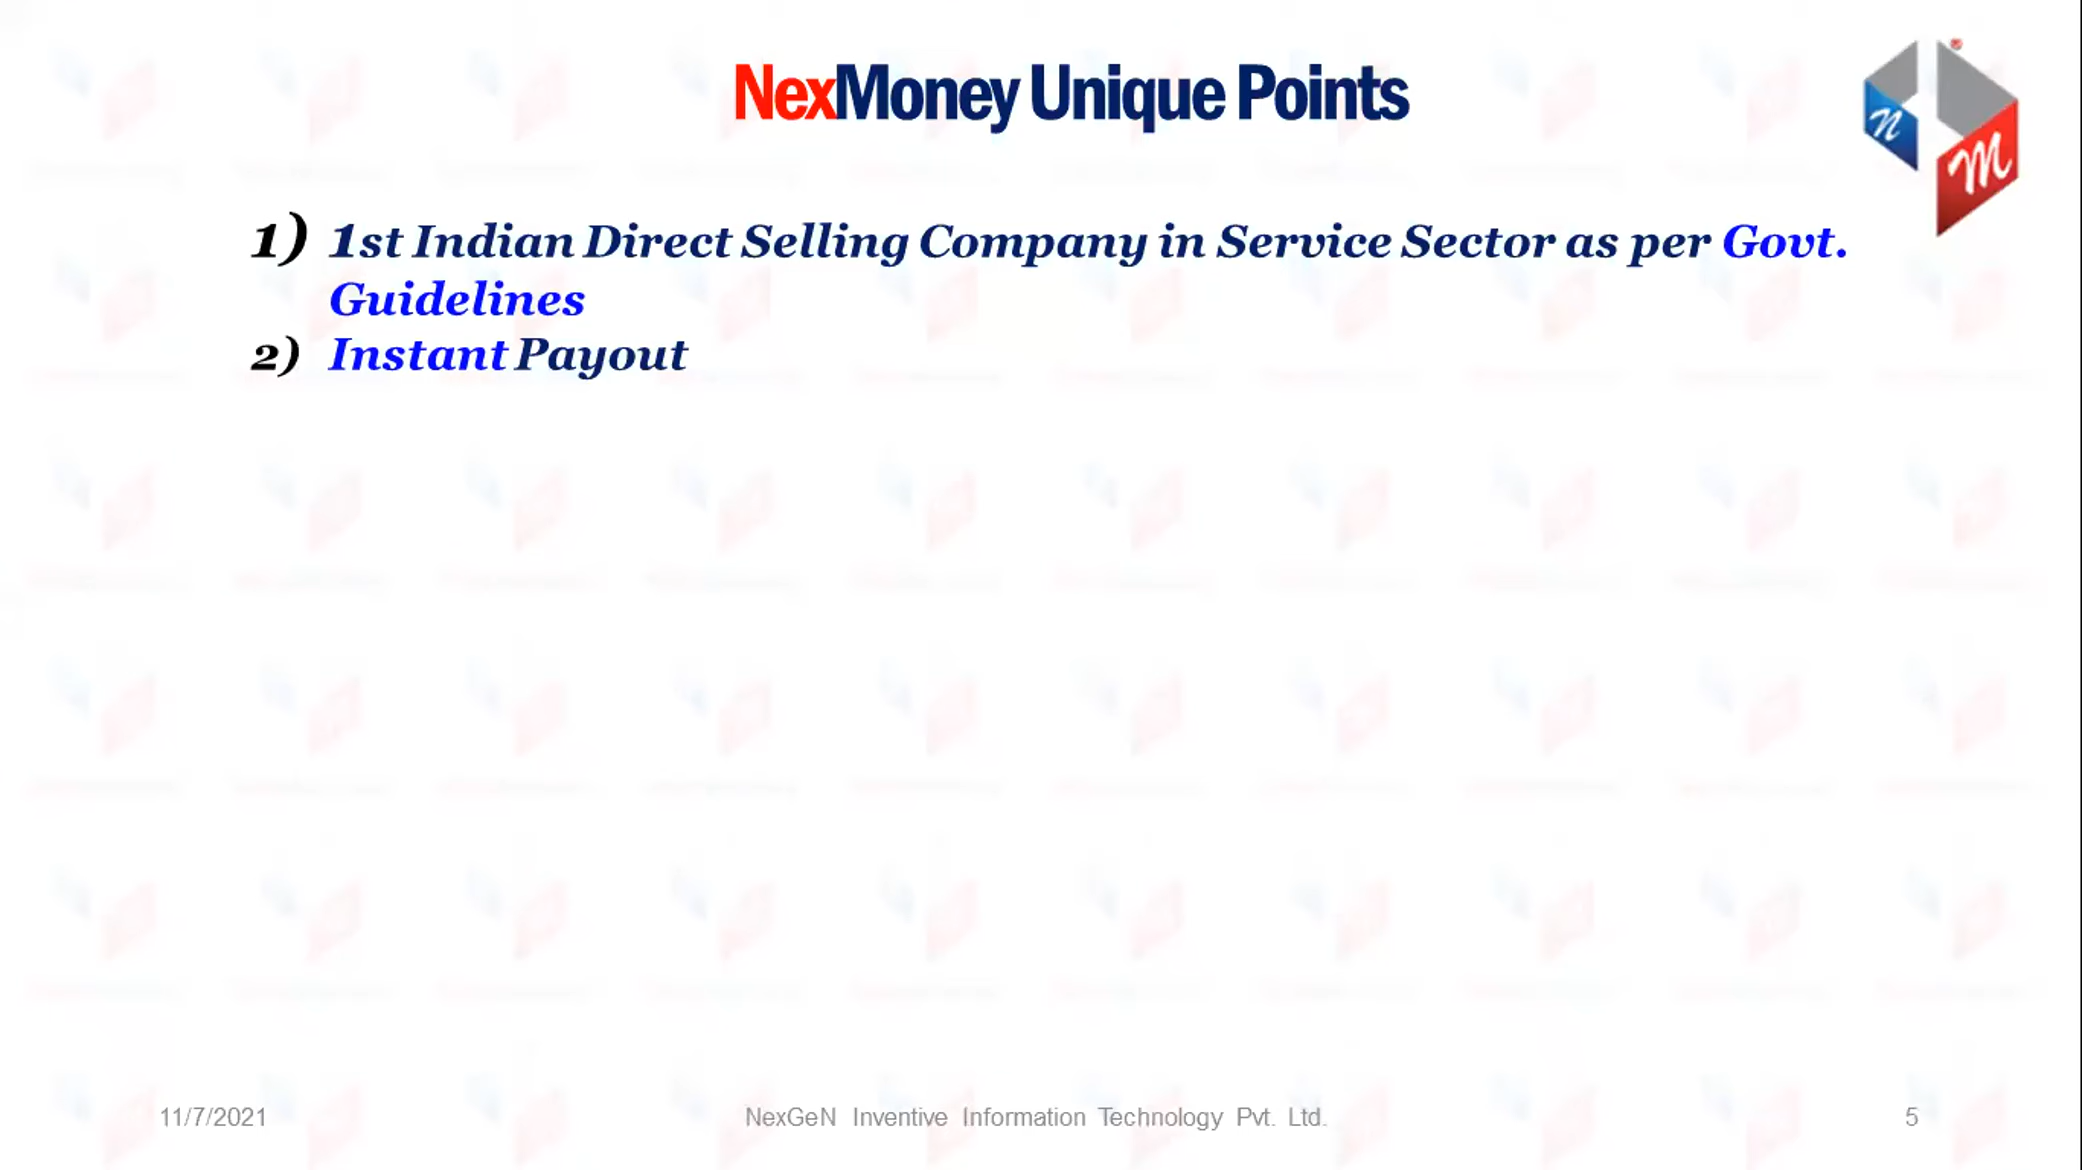 NexMoney Unique Points
n
M
1) 1st Indian Direct Selling Company in Service Sector as per Govt.
Guidelines
2) Instant Payout
11/7/2021 NexGeN Inventive Information Technology Pvt. Ltd. 5